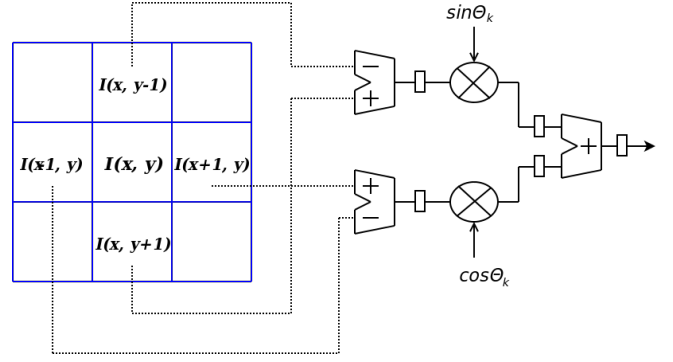 sinΘk
I(x, y-1)
−
+
+
I(x-1, y) I(x, y) I(x+1, y)
+
−
I(x, y+1)
cosΘk